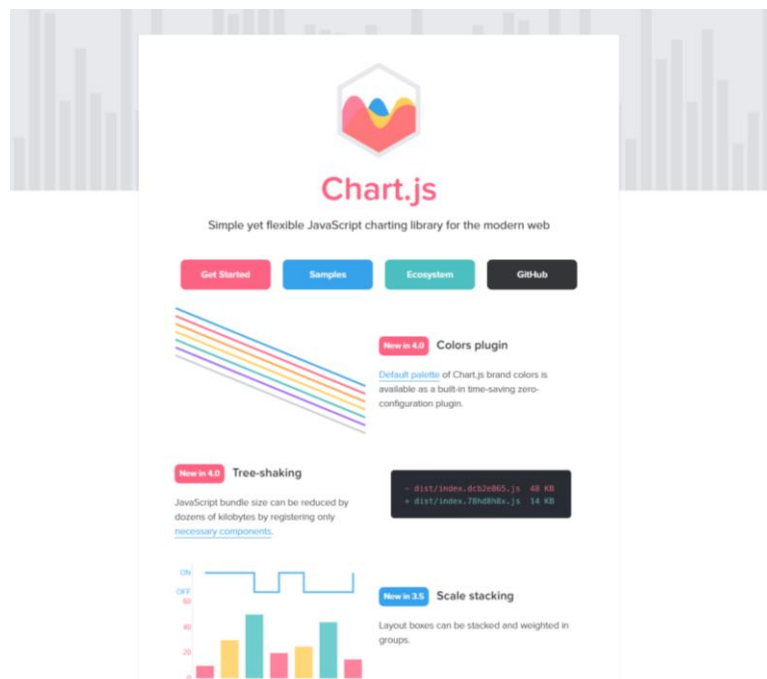 Chart.js
Simple yet flexible JavaScript charting library for the modern web
Get Started
Samples
Ecosystem
GitHub
New in 4.0 Colors plugin
Default palette of Chart.js brand colors is
available as a built-in time-saving zero-
configuration plugin.
New in 4.0 Tree-shaking
JavaScript bundle size can be reduced by
dozens of kilobytes by registering only
necessary components.
- dist/index.dcb2e865.js 48 KB
+ dist/index.78hd8h8x.js 14 KB
ON
OFF
60
40
20
0
New in 3.5 Scale stacking
Layout boxes can be stacked and weighted in
groups.